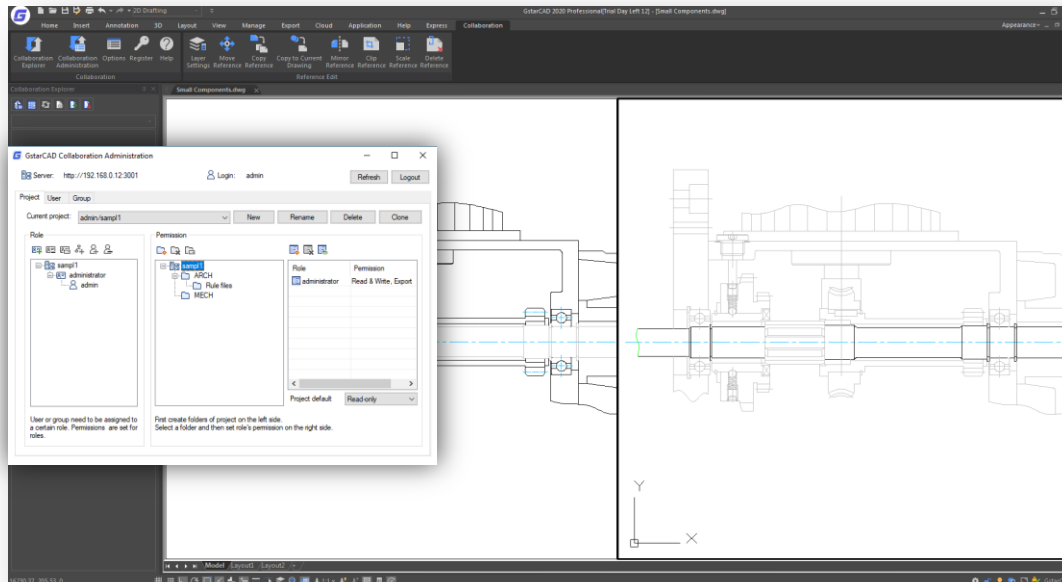 2D Drafting
GstarCAD 2020 Professional[Trial Day Left 12] - [Small Components.dwg]
Home Insert Annotation 3D Layout View Manage Export Cloud Application Help Express Collaboration Appearance
Collaboration Explorer Collaboration Administration Options Register Help Layer Settings Move Reference Copy Reference Copy to Current Drawing Mirror Reference Clip Reference Scale Reference Delete Reference
Collaboration Reference Edit
Collaboration Explorer
Small Components.dwg
GstarCAD Collaboration Administration
Server: http://192.168.0.12:3001 Login: admin Refresh Logout
Project User Group
Current project: admin/sampl1 New Rename Delete Clone
Role Permission
sampl1
administrator
admin
sampl1
ARCH
Rule files
MECH
Role Permission
administrator Read & Write, Export
Project default Read-only
User or group need to be assigned to
a certain role. Permissions are set for
roles.
First create folders of project on the left side.
Select a folder and then set role's permission on the right side.
Y
X
Model Layout1 Layout2